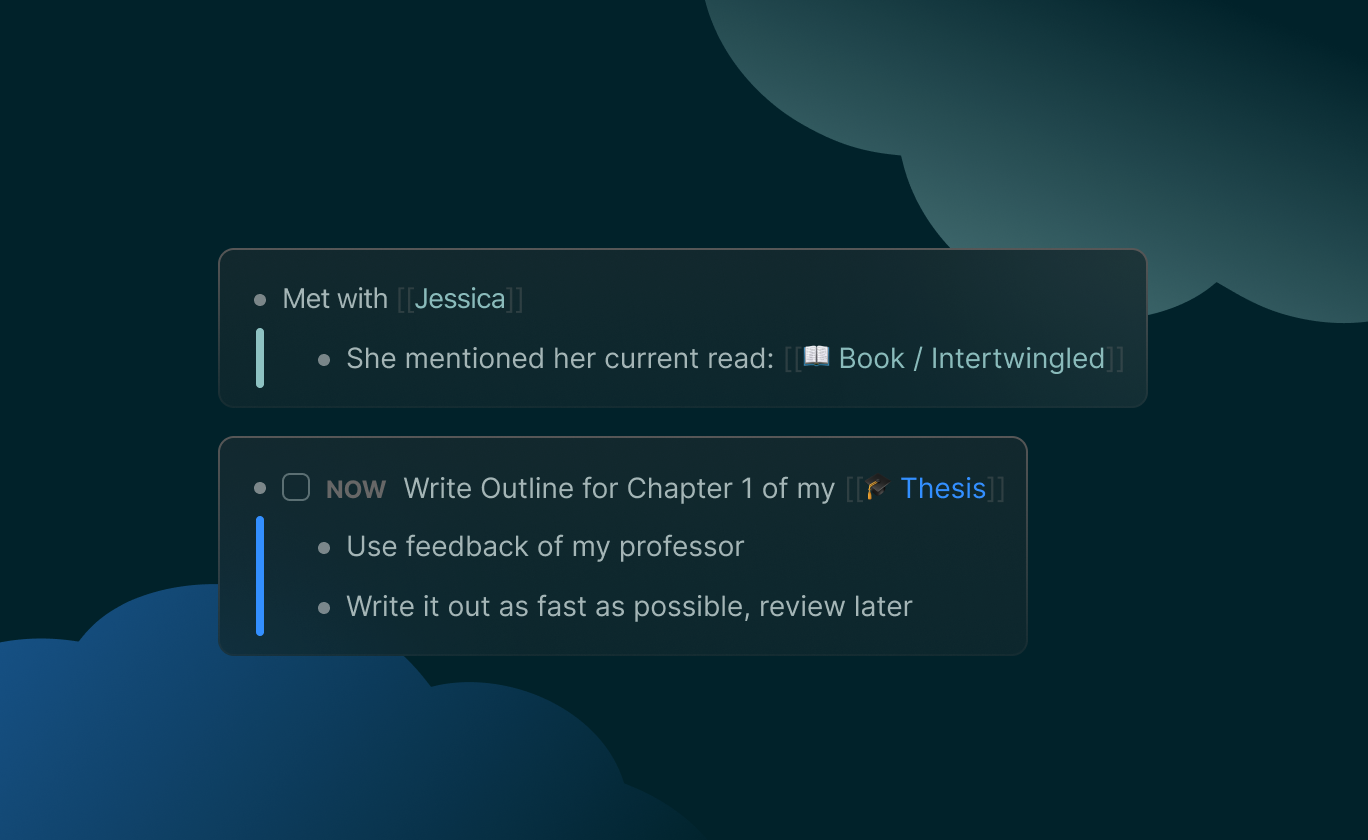 Met with [[Jessica]]
She mentioned her current read: [[📖 Book / Intertwingled]]
NOW Write Outline for Chapter 1 of my [[🎓 Thesis]]
Use feedback of my professor
Write it out as fast as possible, review later